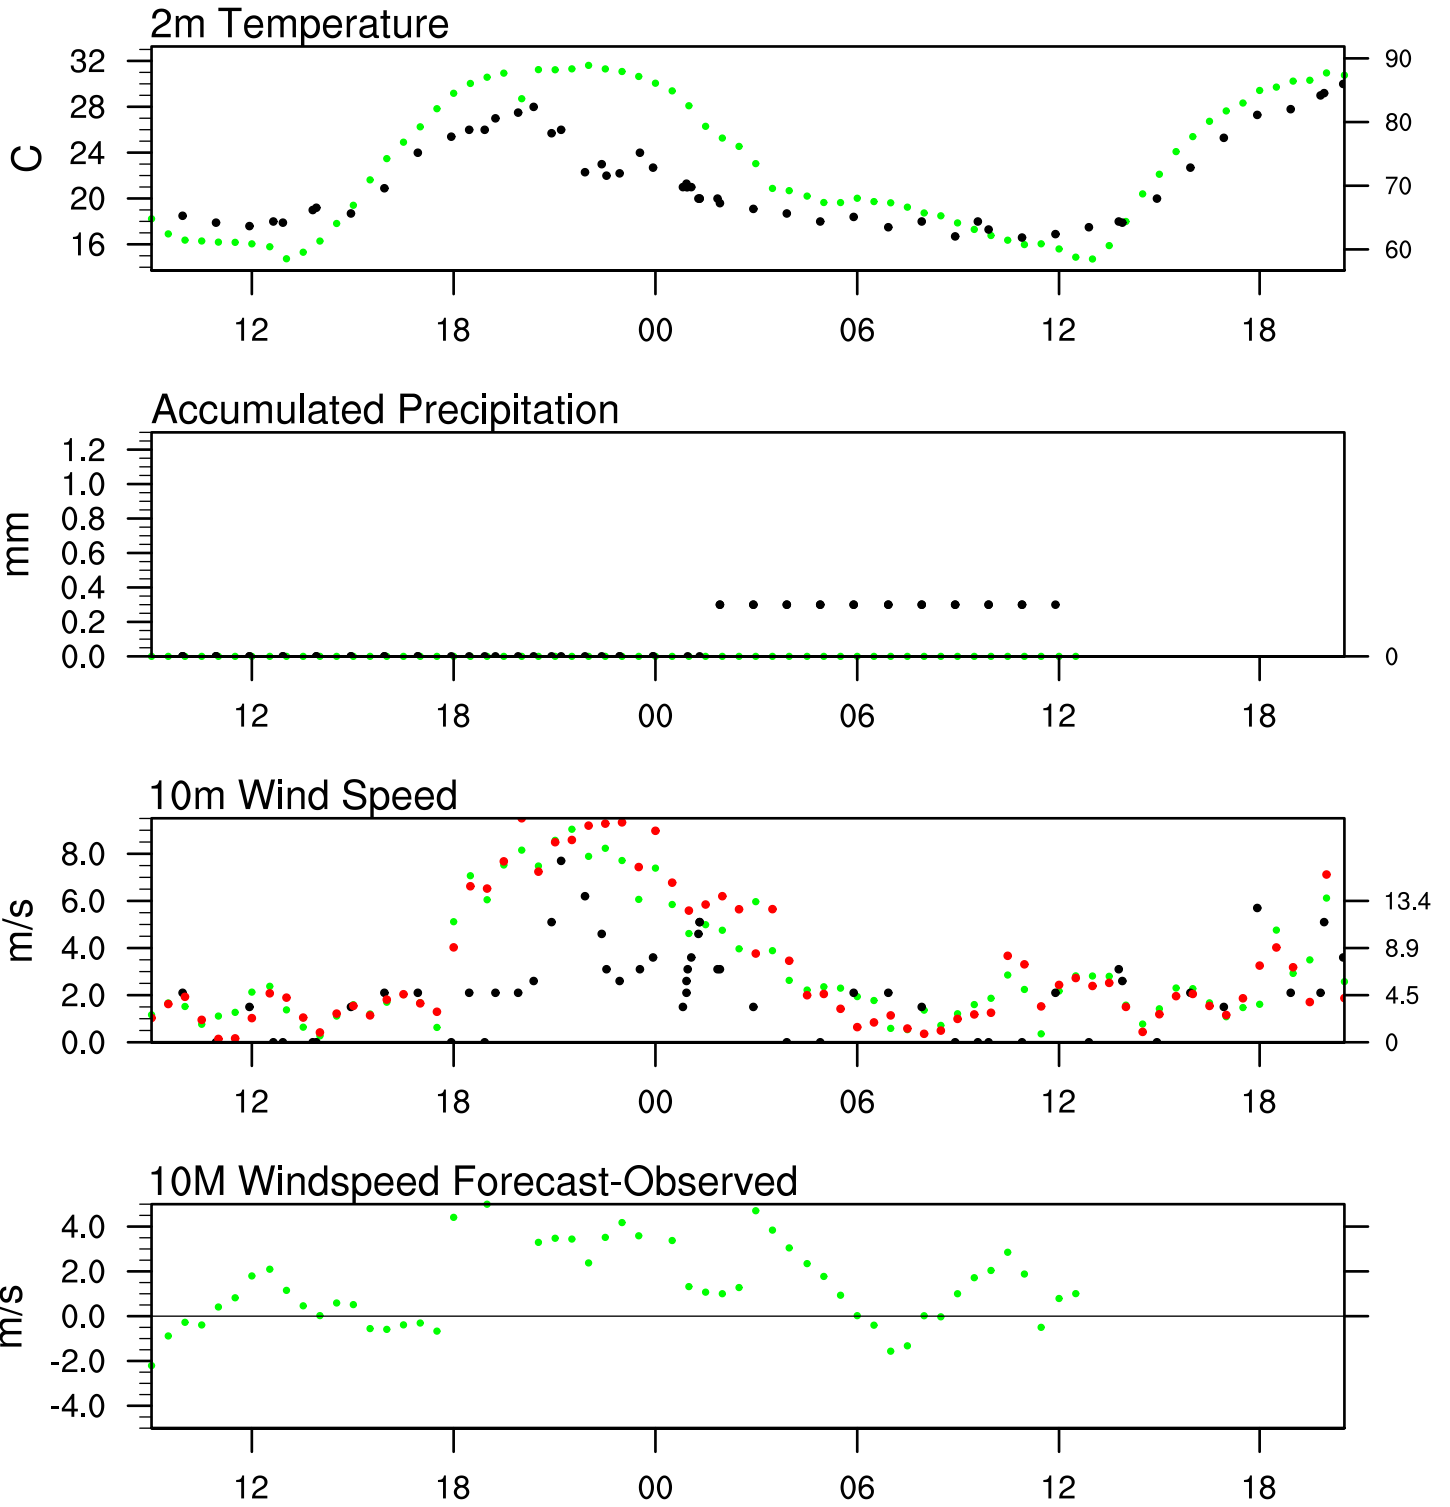 2m Temperature
32
28
24
20
16
C
90
80
70
60
12 18 00 06 12 18
Accumulated Precipitation
1.2
1.0
0.8
0.6
0.4
0.2
0.0
mm
0
12 18 00 06 12 18
10m Wind Speed
8.0
6.0
4.0
2.0
0.0
m/s
13.4
8.9
4.5
0
12 18 00 06 12 18
10M Windspeed Forecast-Observed
4.0
2.0
0.0
-2.0
-4.0
m/s
12 18 00 06 12 18